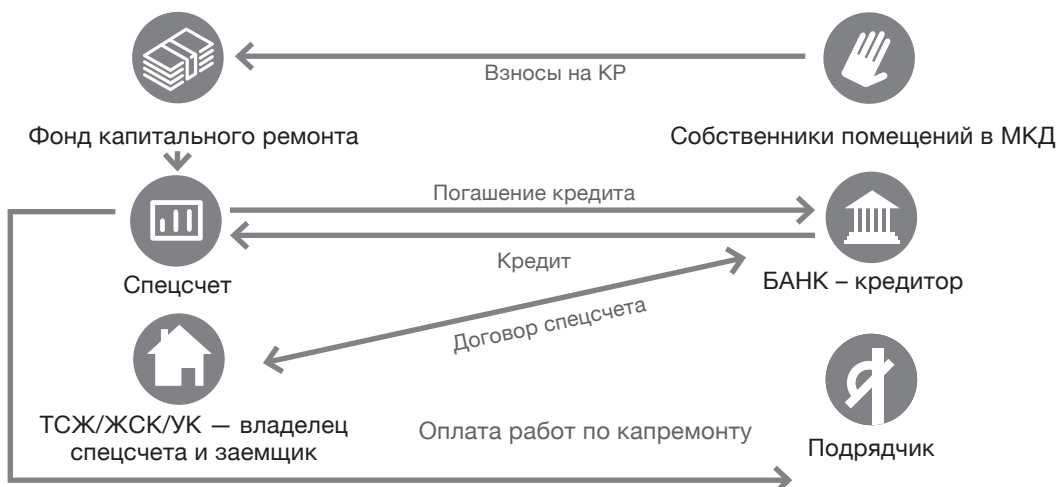 Взносы на КР
Фонд капитального ремонта
Собственники помещений в МКД
Погашение кредита
Кредит
Спецсчет
БАНК – кредитор
Договор спецсчета
ТСЖ/ЖСК/УК — владелец
спецсчета и заемщик
Оплата работ по капремонту
Подрядчик